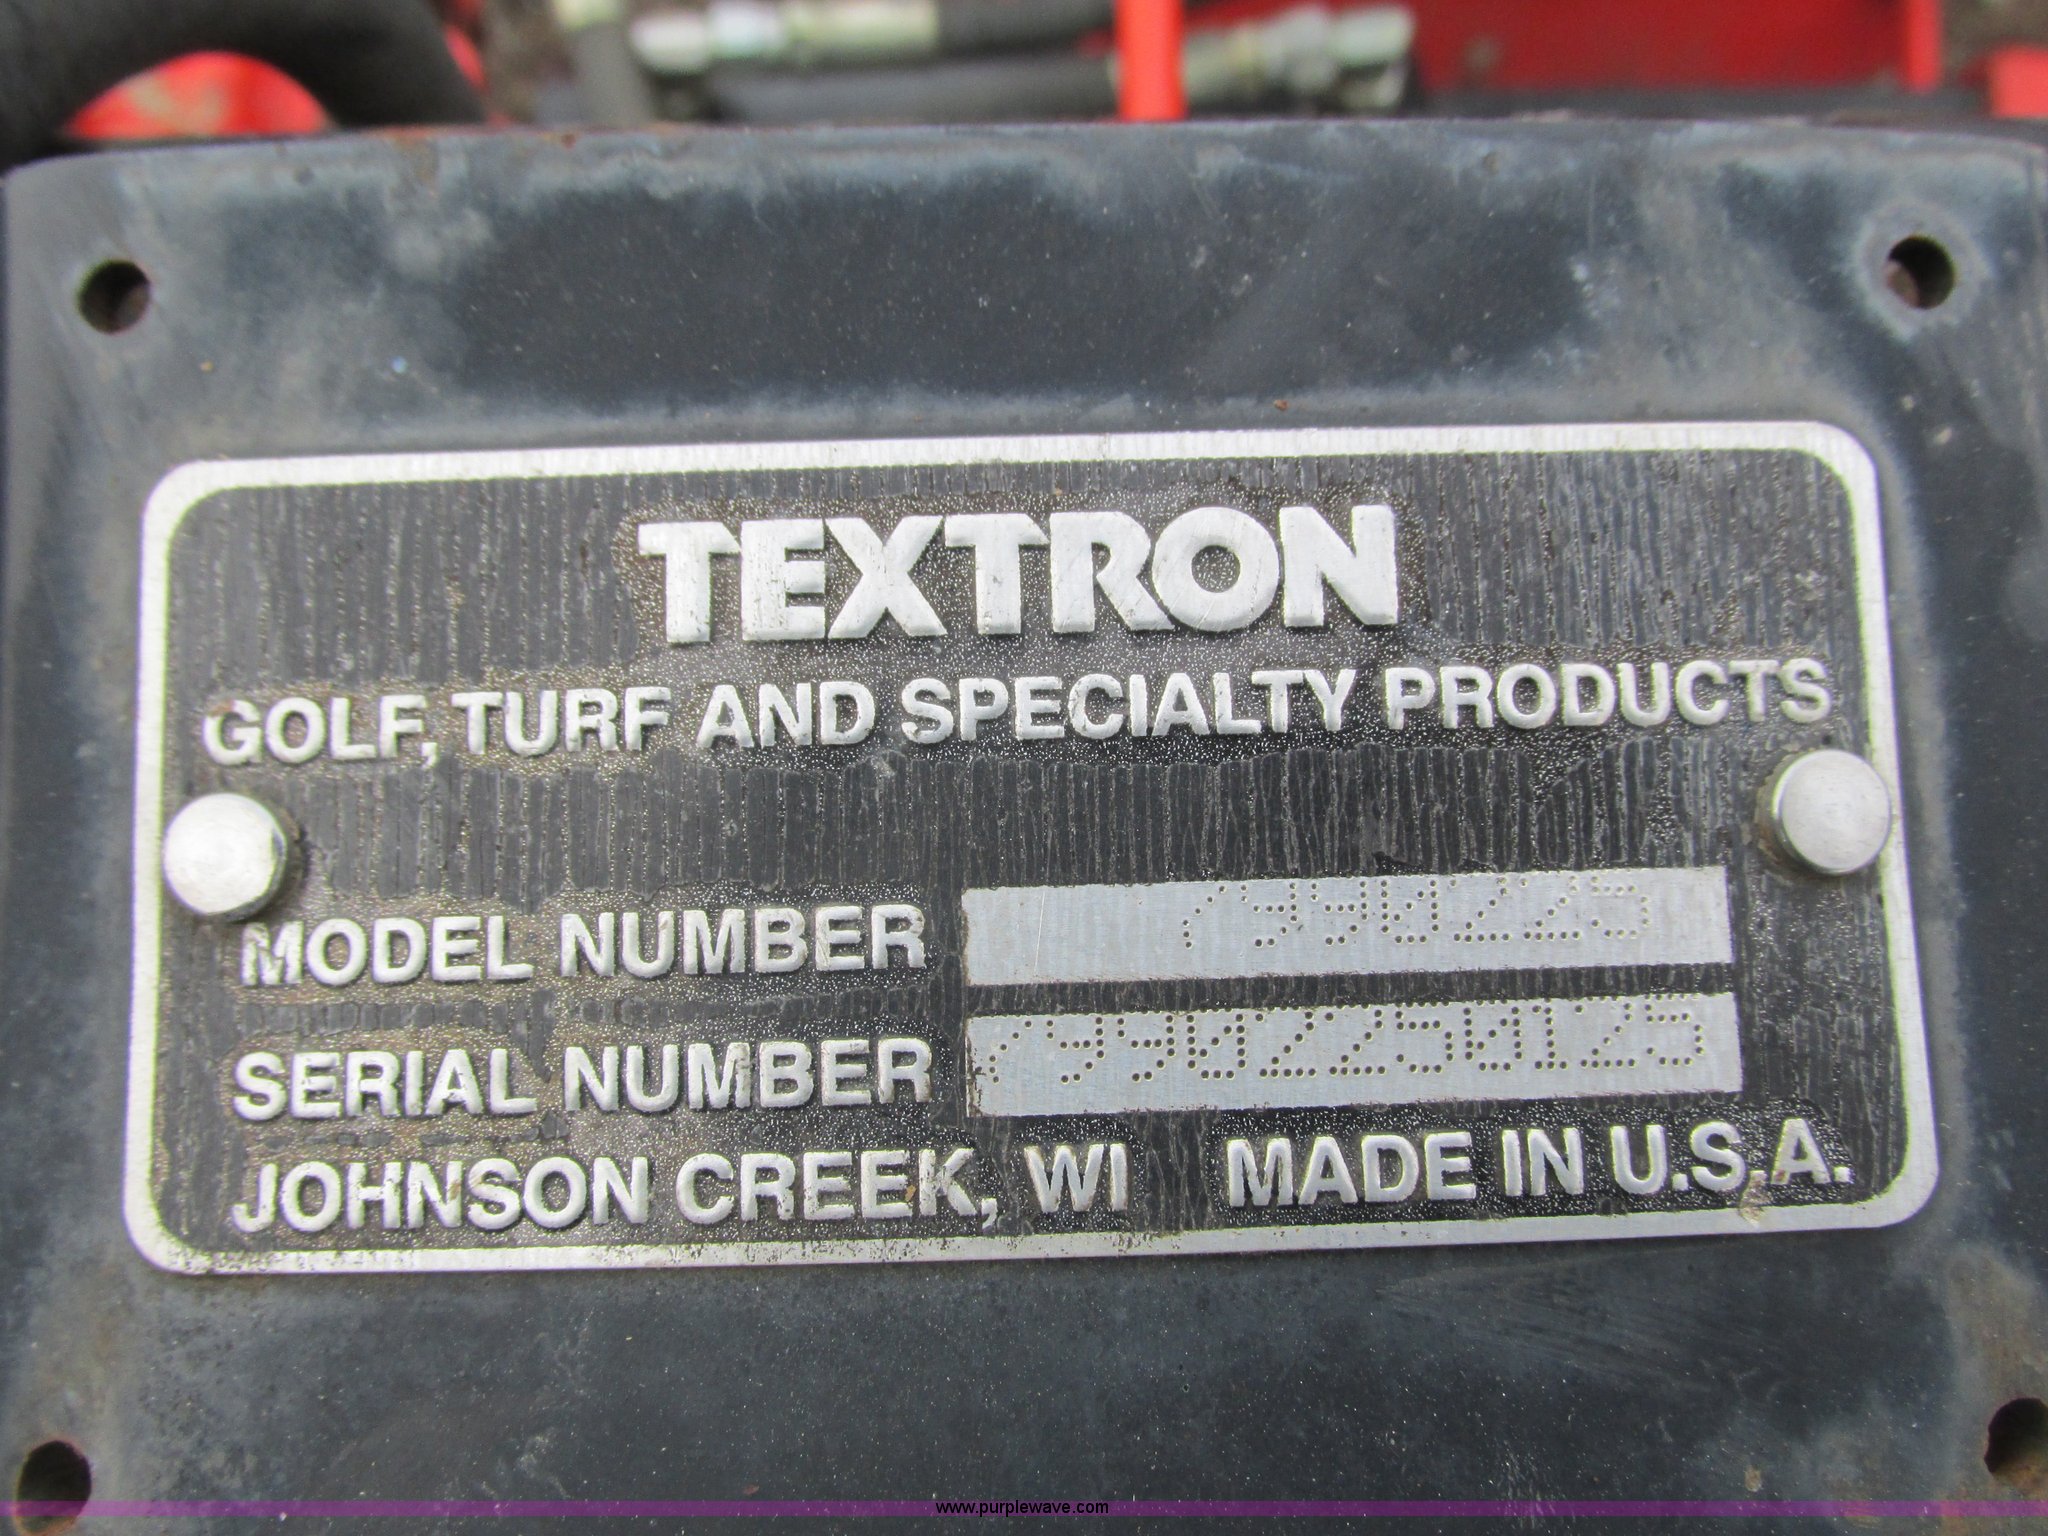 TEXTRON
GOLF, TURF AND SPECIALTY PRODUCTS
MODEL NUMBER 7990225
SERIAL NUMBER 79902250125
JOHNSON CREEK, WI MADE IN U.S.A.
www.purplewave.com